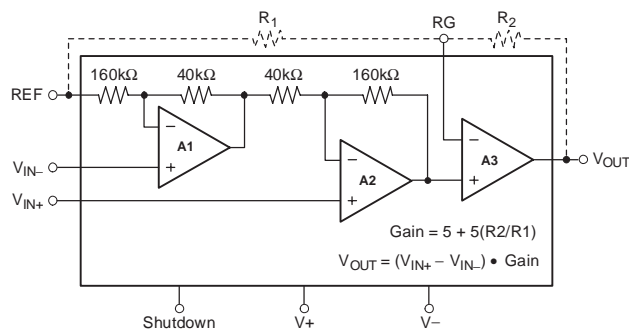 R1 RG R2
160kΩ 40kΩ 40kΩ 160kΩ
REF
A1
−
+
VIN−
A2
−
+
VIN+
A3
−
+
VOUT
Gain = 5 + 5(R2/R1)
VOUT = (VIN+ − VIN−) • Gain
Shutdown V+ V−